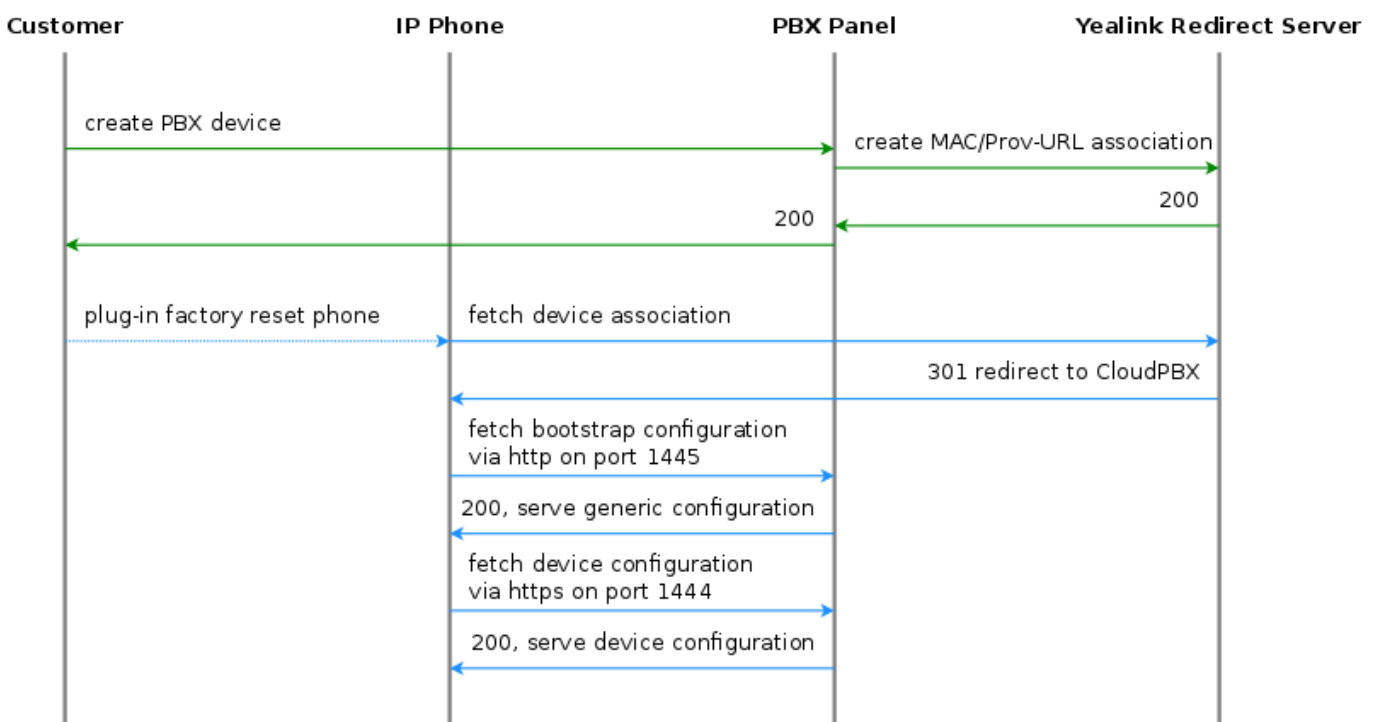 Customer
IP Phone
PBX Panel
Yealink Redirect Server
create PBX device
create MAC/Prov-URL association
200
200
plug-in factory reset phone
fetch device association
301 redirect to CloudPBX
fetch bootstrap configuration
via http on port 1445
200, serve generic configuration
fetch device configuration
via https on port 1444
200, serve device configuration